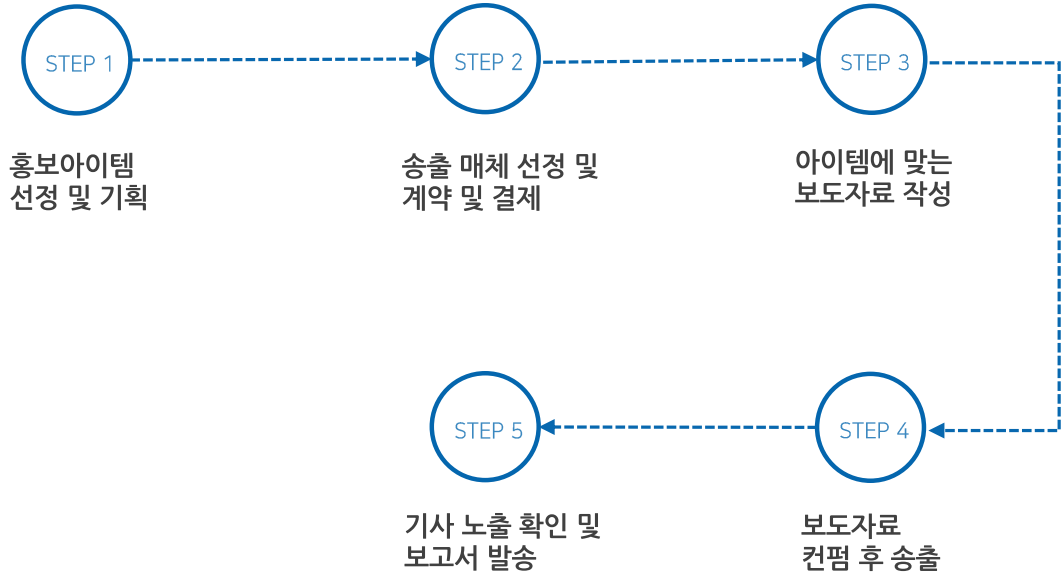 STEP 1
STEP 2
STEP 3
홍보아이템
선정 및 기획
송출 매체 선정 및
계약 및 결제
아이템에 맞는
보도자료 작성
STEP 4
STEP 5
보도자료
컨펌 후 송출
기사 노출 확인 및
보고서 발송